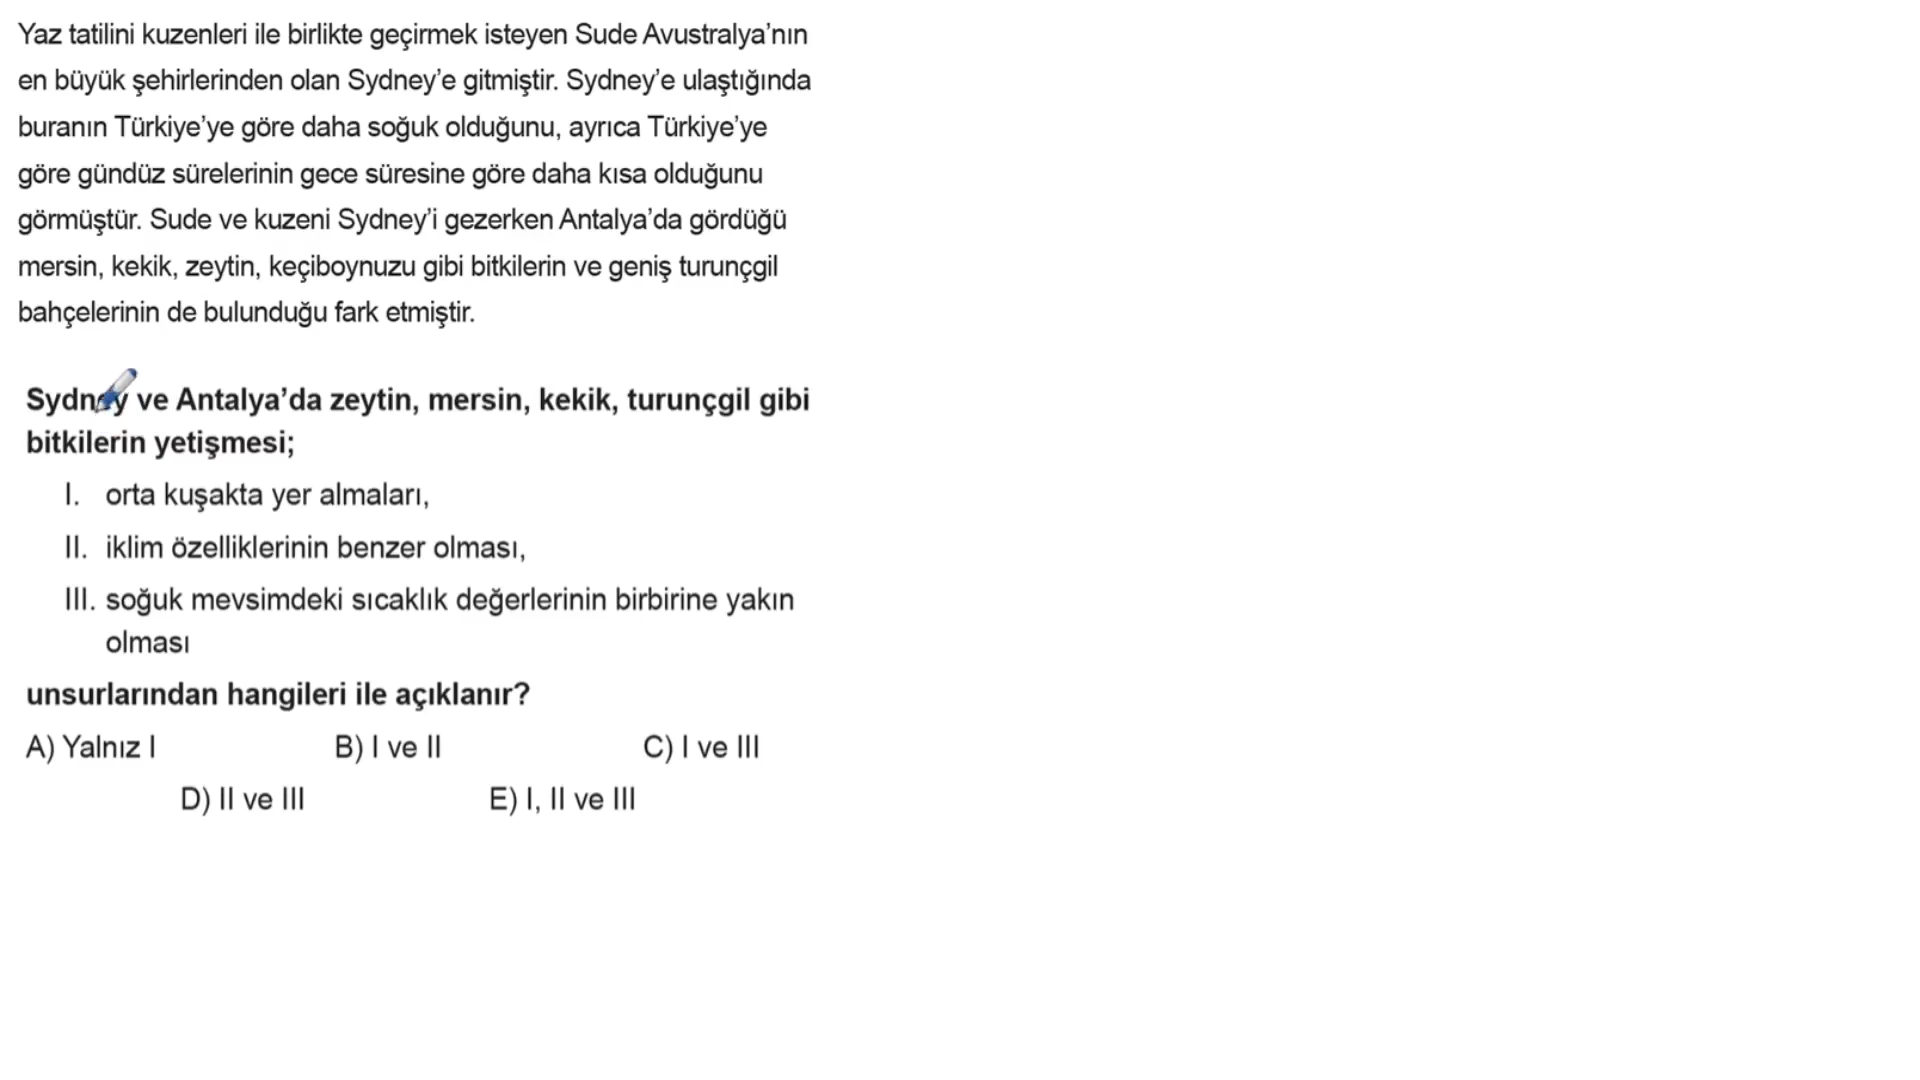 Yaz tatilini kuzenleri ile birlikte geçirmek isteyen Sude Avustralya’nın
en büyük şehirlerinden olan Sydney’e gitmiştir. Sydney’e ulaştığında
buranın Türkiye’ye göre daha soğuk olduğunu, ayrıca Türkiye’ye
göre gündüz sürelerinin gece süresine göre daha kısa olduğunu
görmüştür. Sude ve kuzeni Sydney’i gezerken Antalya’da gördüğü
mersin, kekik, zeytin, keçiboynuzu gibi bitkilerin ve geniş turunçgil
bahçelerinin de bulunduğu fark etmiştir.
Sydney ve Antalya’da zeytin, mersin, kekik, turunçgil gibi
bitkilerin yetişmesi;
I. orta kuşakta yer almaları,
II. iklim özelliklerinin benzer olması,
III. soğuk mevsimdeki sıcaklık değerlerinin birbirine yakın
olması
unsurlarından hangileri ile açıklanır?
A) Yalnız I B) I ve II C) I ve III
D) II ve III E) I, II ve III